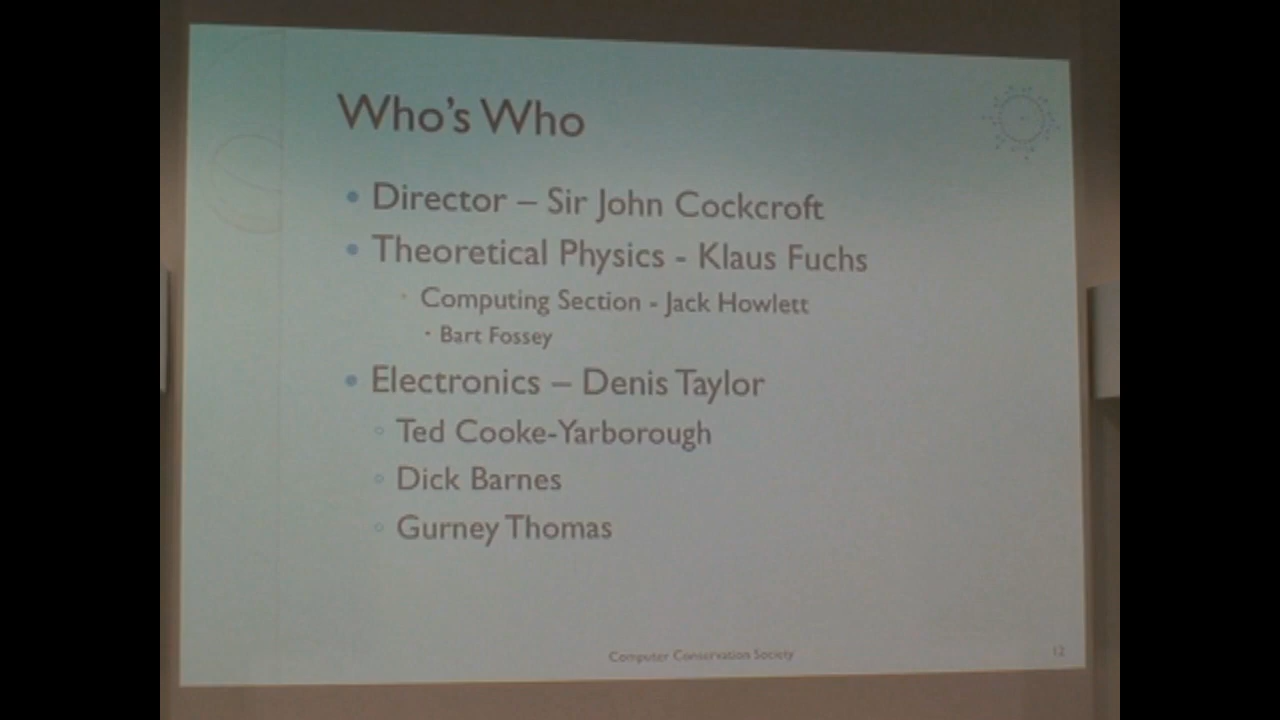 Who's Who
• Director – Sir John Cockcroft
• Theoretical Physics - Klaus Fuchs
• Computing Section - Jack Howlett
• Bart Fossey
• Electronics – Denis Taylor
◦ Ted Cooke-Yarborough
◦ Dick Barnes
◦ Gurney Thomas
Computer Conservation Society
12